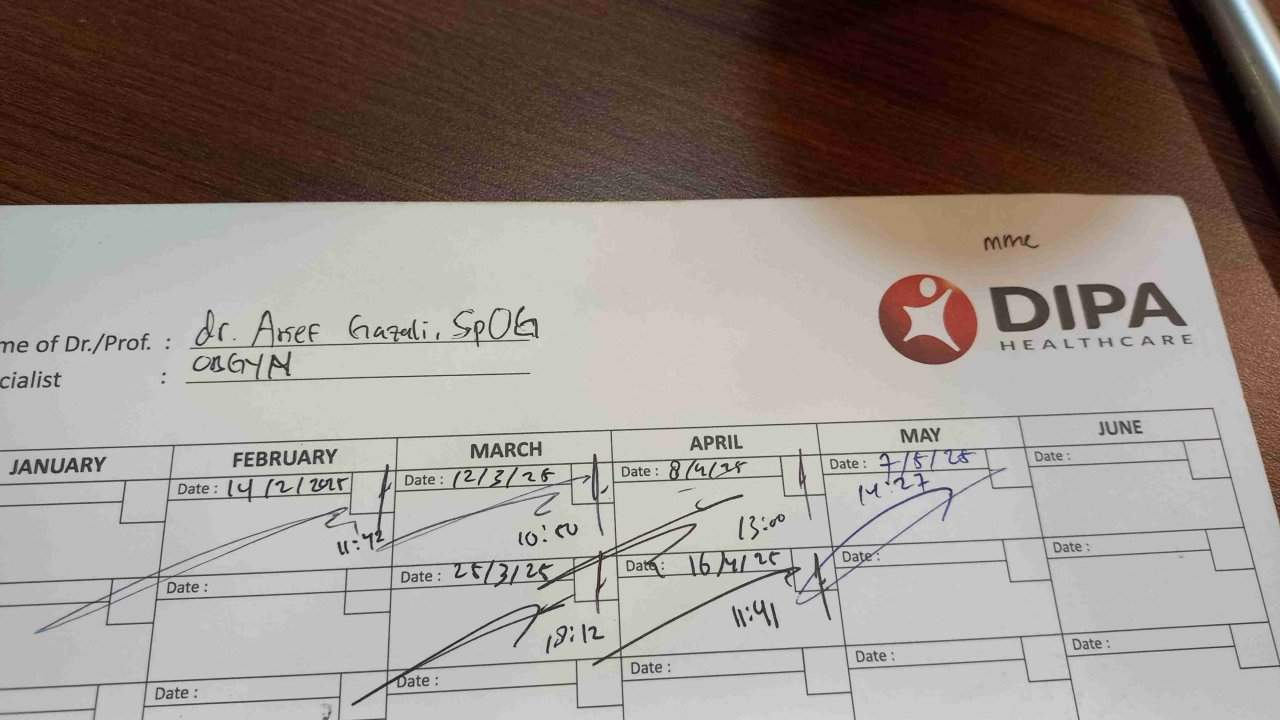 mme
DIPA
HEALTHCARE
me of Dr./Prof. : dr. Arief Gazali, SpOG
cialist : OBGYN
JANUARY FEBRUARY MARCH APRIL MAY JUNE
Date : 14/2/2025 Date : 12/3/25 Date : 8/4/25 Date : 7/5/25 Date :
11:42 10:50 13:00 14:27
Date : Date : 25/3/25 Date : 16/4/25 Date : Date :
18:12 11:41
Date : Date : Date : Date : Date :